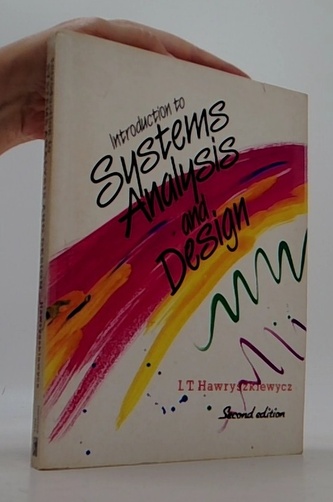 Introduction to
Systems
Analysis
and
Design
I.T. Hawryszkiewycz
Second edition